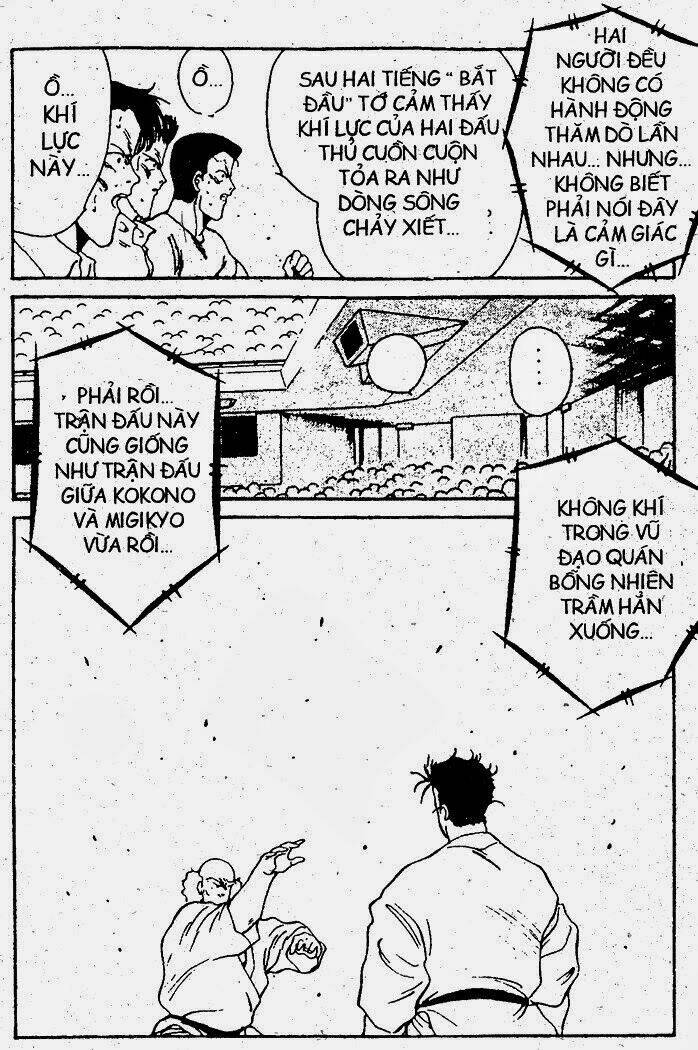 HAI
NGƯỜI ĐỀU
KHÔNG CÓ
HÀNH ĐỘNG
THĂM DÒ LẪN
NHAU... NHƯNG...
KHÔNG BIẾT
PHẢI NÓI ĐÂY
LÀ CẢM GIÁC
GÌ...
SAU HAI TIẾNG " BẮT
ĐẦU" TỚ CẢM THẤY
KHÍ LỰC CỦA HAI ĐẤU
THỦ CUỒN CUỘN
TỎA RA NHƯ
DÒNG SÔNG
CHẢY XIẾT...
Ồ...
Ồ...
KHÍ
LỰC
NÀY...
...
KHÔNG KHÍ
TRONG VŨ
ĐẠO QUÁN
BỖNG NHIÊN
TRẦM HẲN
XUỐNG...
PHẢI RỒI...
TRẬN ĐẤU NÀY
CŨNG GIỐNG
NHƯ TRẬN ĐẤU
GIỮA KOKONO
VÀ MIGIKYO
VỪA RỒI...